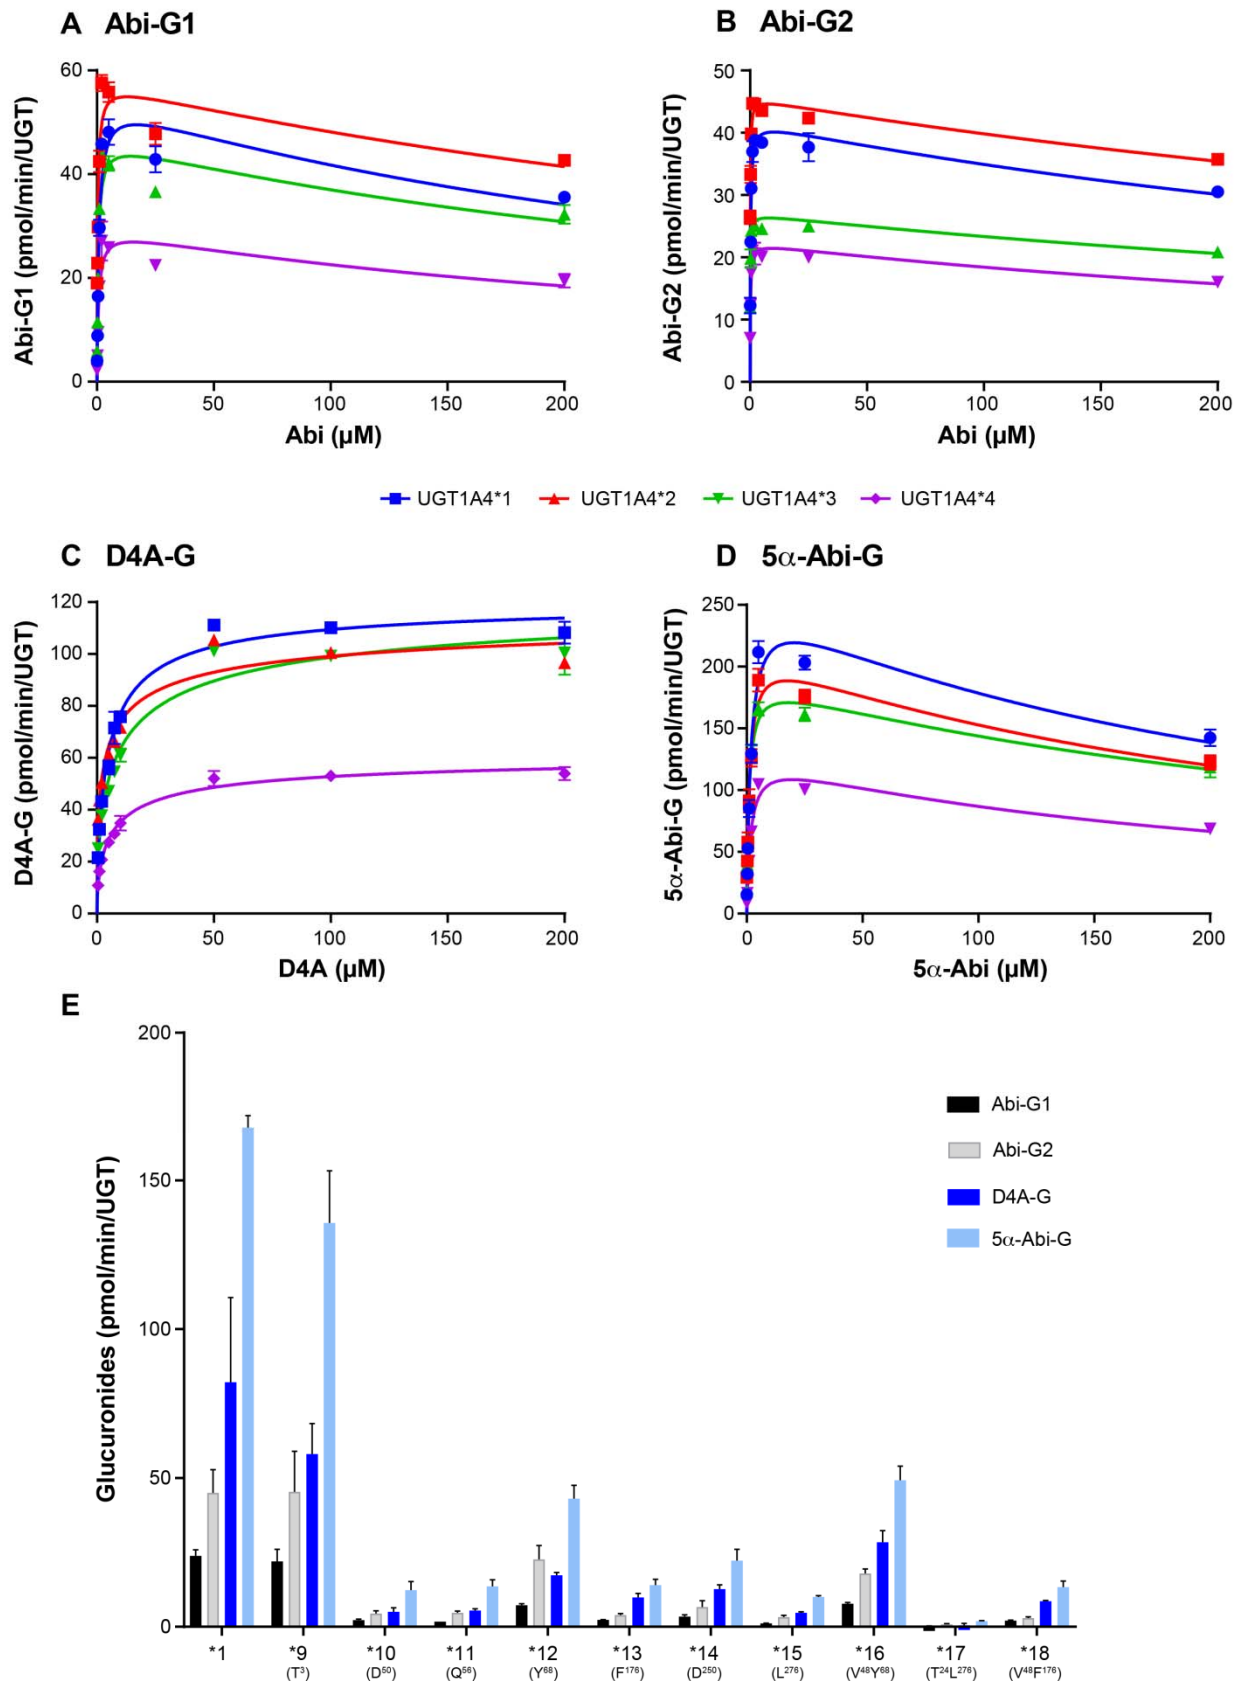 A Abi-G1
B Abi-G2
Abi-G1 (pmol/min/UGT)
60
40
20
0
0 50 100 150 200
Abi (µM)
Abi-G2 (pmol/min/UGT)
50
40
30
20
10
0
0 50 100 150 200
Abi (µM)
UGT1A4*1 UGT1A4*2 UGT1A4*3 UGT1A4*4
C D4A-G
D 5α-Abi-G
D4A-G (pmol/min/UGT)
120
100
80
60
40
20
0
0 50 100 150 200
D4A (µM)
5α-Abi-G (pmol/min/UGT)
250
200
150
100
50
0
0 50 100 150 200
5α-Abi (µM)
E
Glucuronides (pmol/min/UGT)
200
150
100
50
0
Abi-G1
Abi-G2
D4A-G
5α-Abi-G
*1 *9 *10 *11 *12 *13 *14 *15 *16 *17 *18
(T³) (D⁵⁰) (Q⁵⁶) (Y⁶⁸) (F¹⁷⁶) (D²⁵⁰) (L²⁷⁶) (V⁴⁸Y⁶⁸) (T²⁴L²⁷⁶) (V⁴⁸F¹⁷⁶)